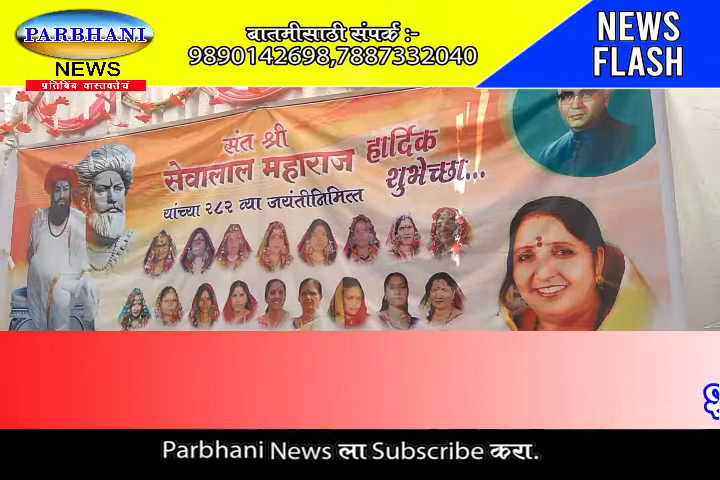 PARBHANI
NEWS
प्रतिबिंब वास्तवतेचं
बातमीसाठी संपर्क :-
9890142698,7887332040
NEWS
FLASH
संत श्री
सेवालाल महाराज हार्दिक
शुभेच्छा...
यांच्या २८२ व्या जयंतीनिमित्त
Parbhani News ला Subscribe करा.